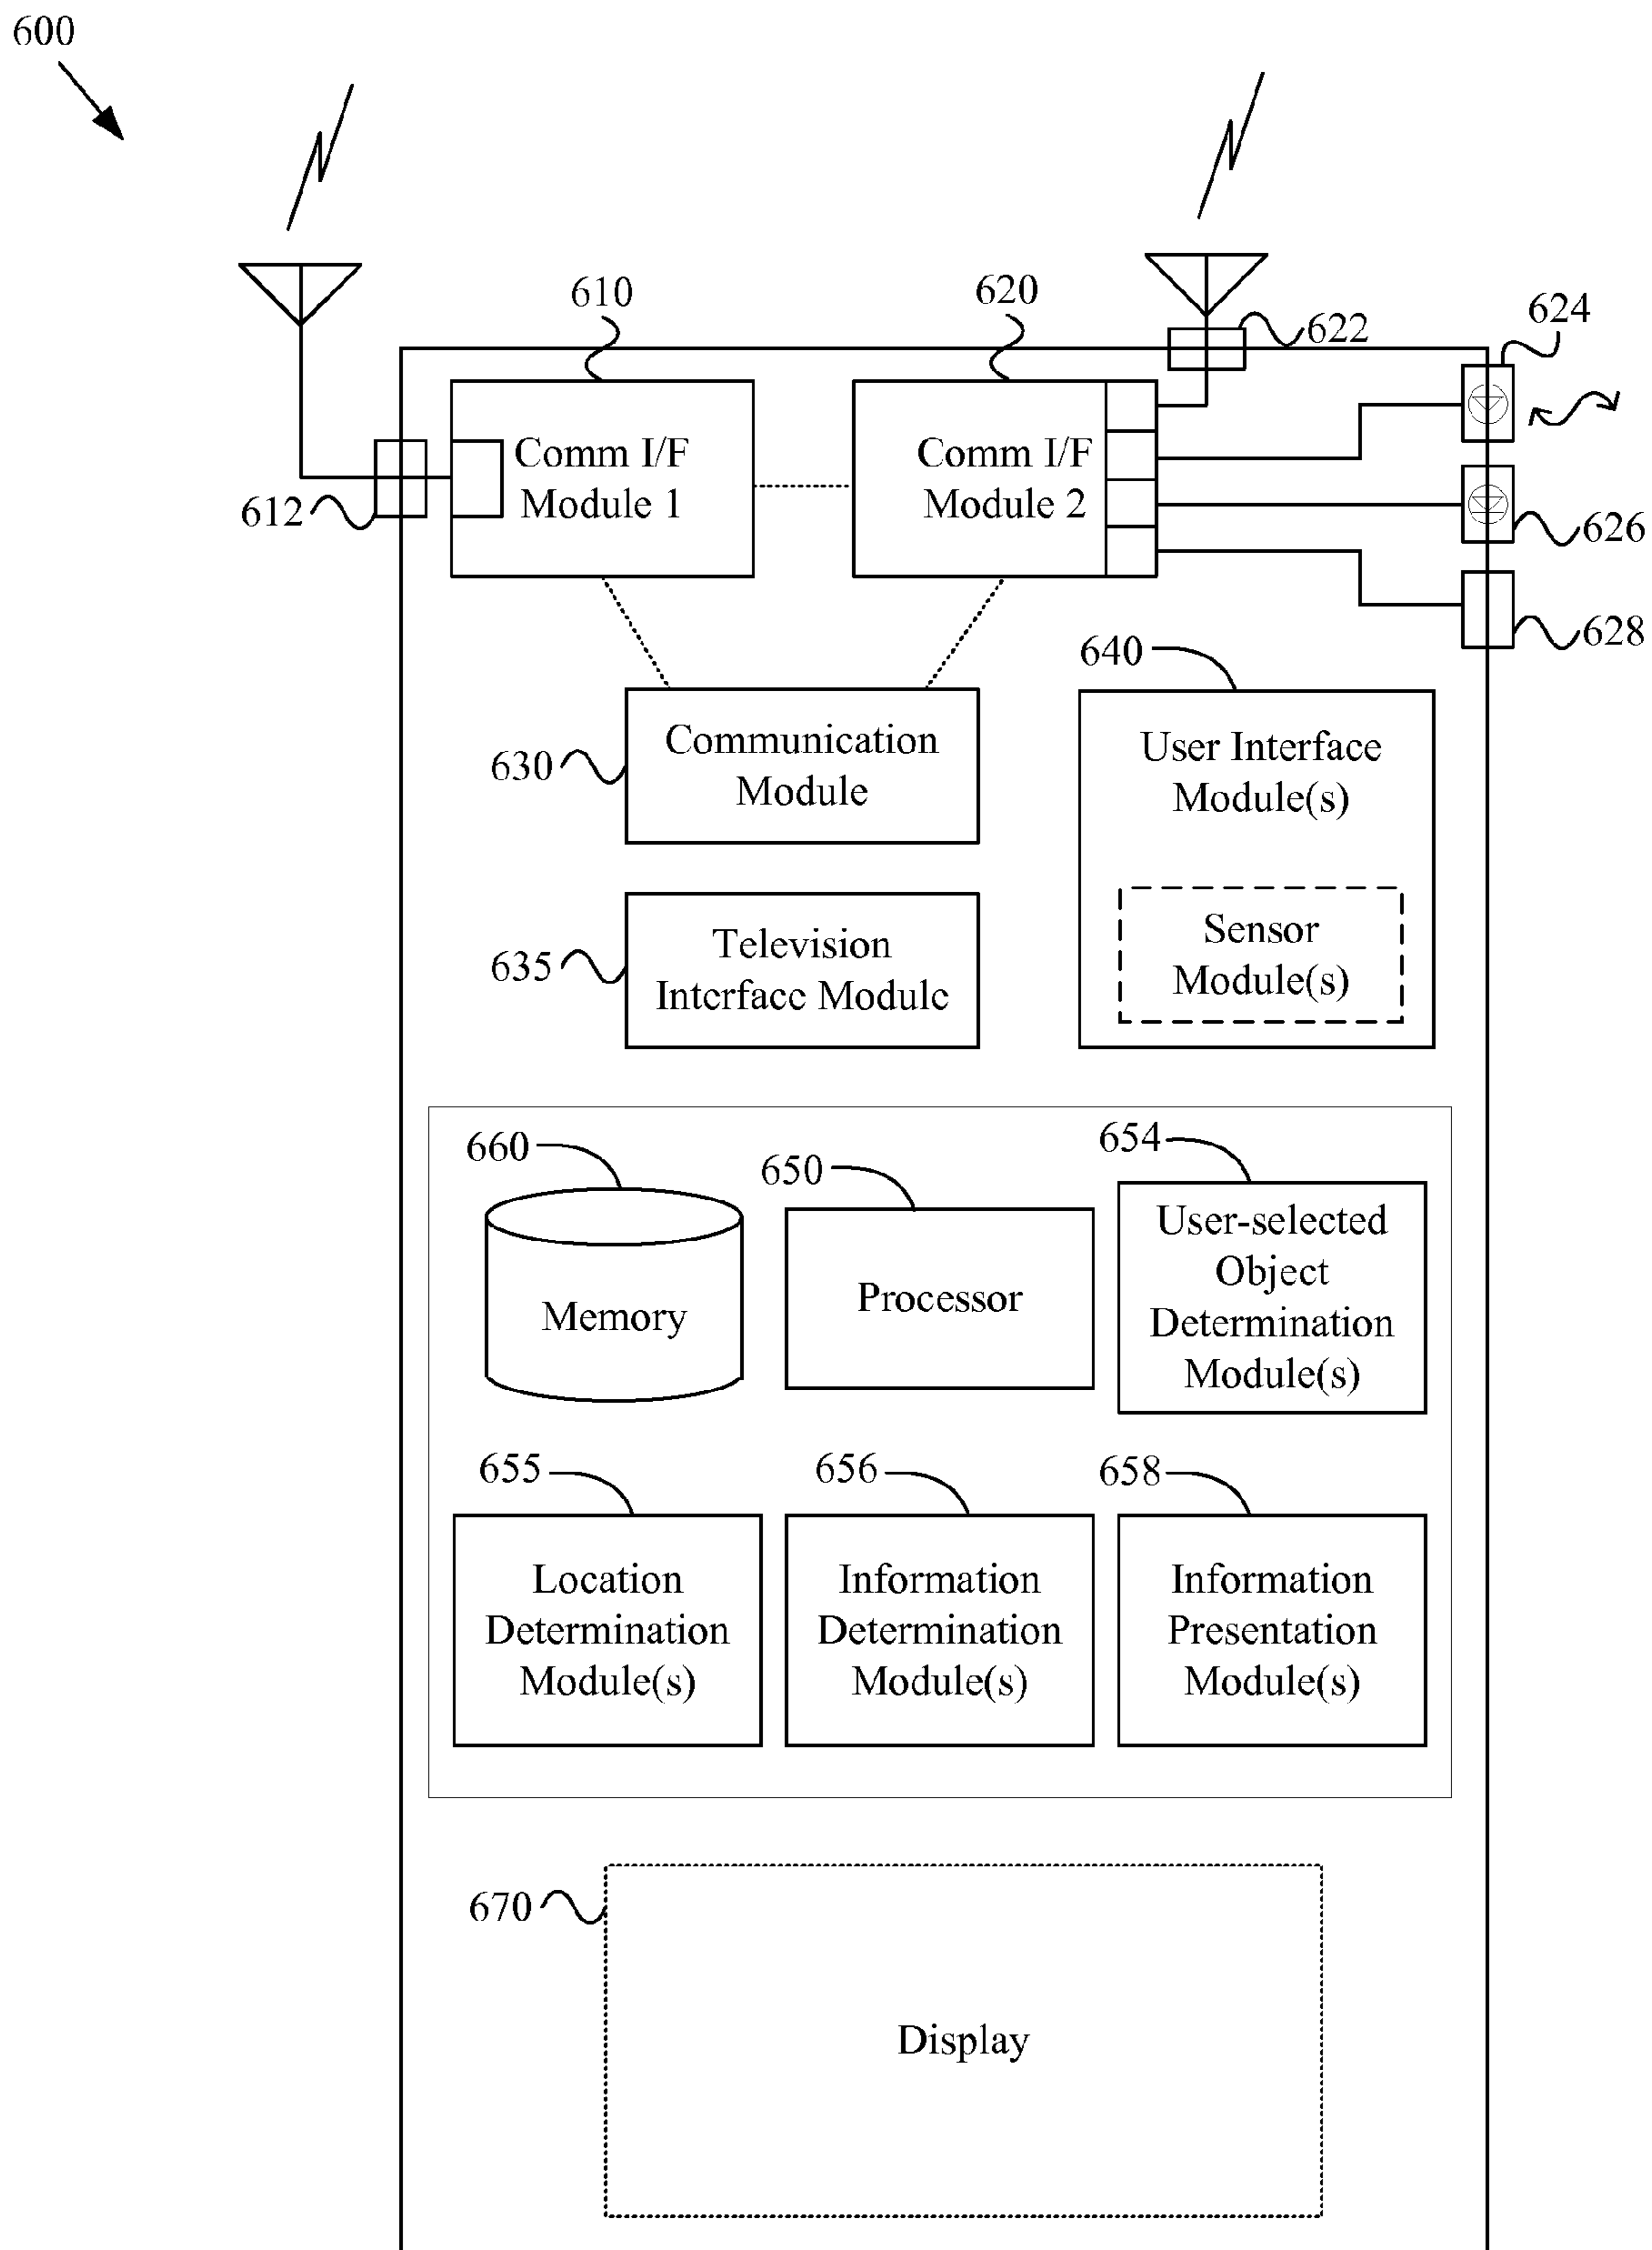 600
610
620
622
624
612
Comm I/F
Module 1
Comm I/F
Module 2
626
628
630
Communication
Module
640
User Interface
Module(s)
Sensor
Module(s)
635
Television
Interface Module
660
Memory
650
Processor
654
User-selected
Object
Determination
Module(s)
655
Location
Determination
Module(s)
656
Information
Determination
Module(s)
658
Information
Presentation
Module(s)
670
Display